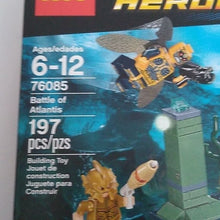 HEROE
Ages/edades
6-12
76085
Battle of
Atlantis
197
pcs/pzs
Building Toy
Jouet de
construction
Juguete para
Construir